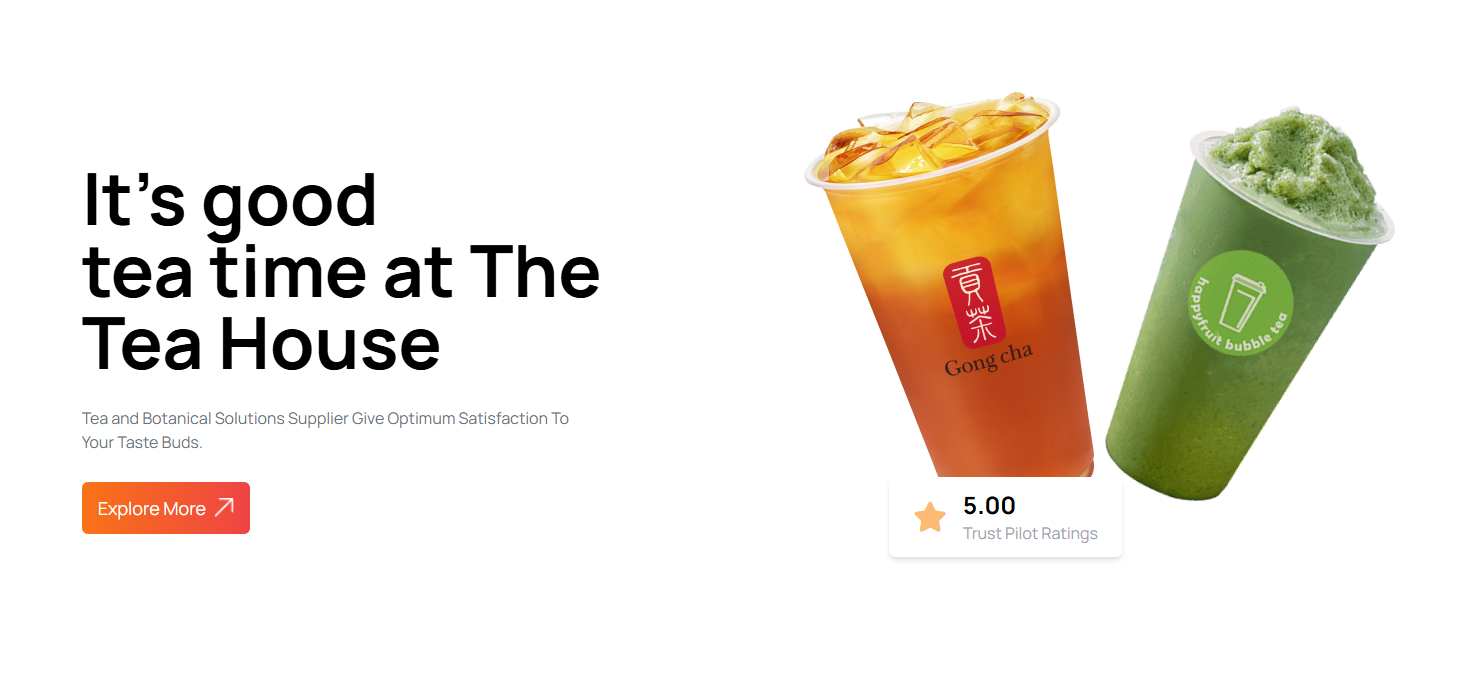 It’s good
tea time at The
Tea House
Tea and Botanical Solutions Supplier Give Optimum Satisfaction To
Your Taste Buds.
Explore More
貢
茶
Gong cha
happyfruit bubble tea
5.00
Trust Pilot Ratings